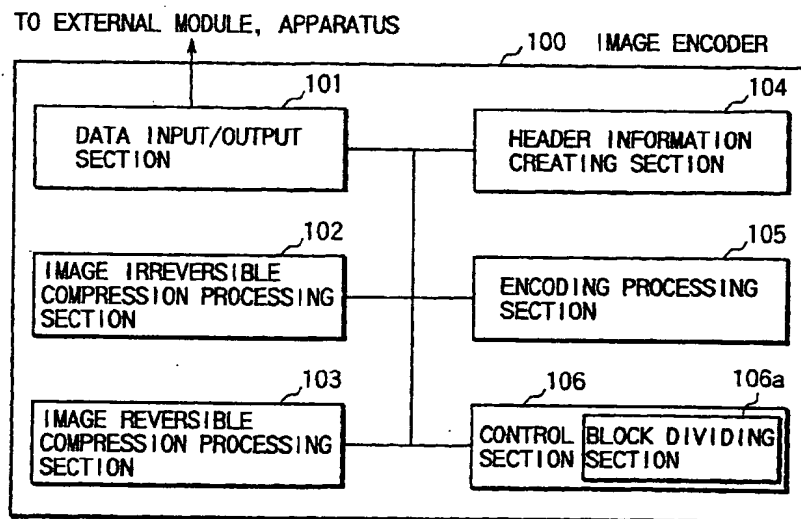 TO EXTERNAL MODULE, APPARATUS
100 IMAGE ENCODER
101
DATA INPUT/OUTPUT
SECTION
104
HEADER INFORMATION
CREATING SECTION
102
IMAGE IRREVERSIBLE
COMPRESSION PROCESSING
SECTION
105
ENCODING PROCESSING
SECTION
103
IMAGE REVERSIBLE
COMPRESSION PROCESSING
SECTION
106
CONTROL
SECTION
106a
BLOCK DIVIDING
SECTION